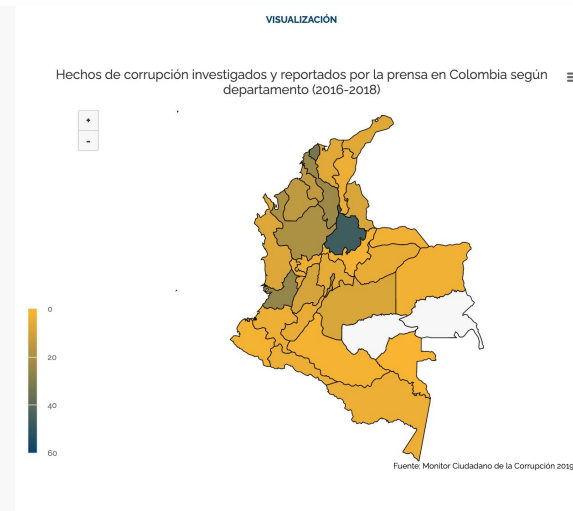 VISUALIZACIÓN
Hechos de corrupción investigados y reportados por la prensa en Colombia según
departamento (2016-2018)
+
-
0
20
40
60
Fuente: Monitor Ciudadano de la Corrupción 2019